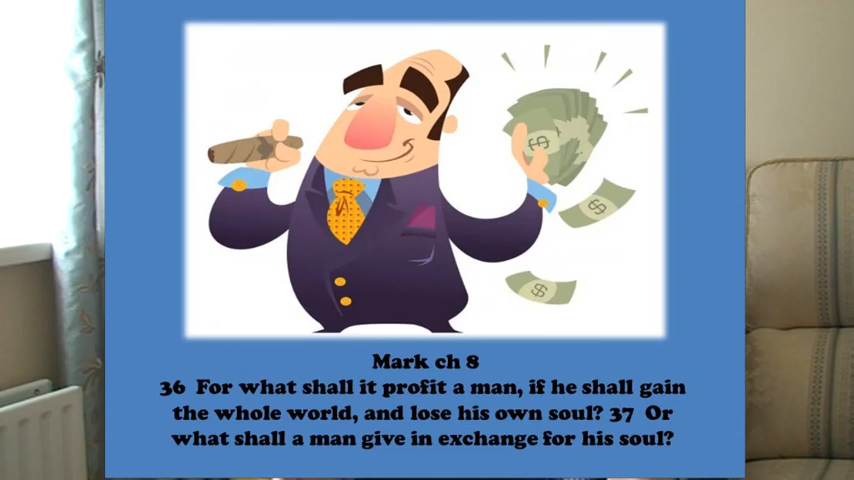 Mark ch 8
36 For what shall it profit a man, if he shall gain
the whole world, and lose his own soul? 37 Or
what shall a man give in exchange for his soul?
$
$
$